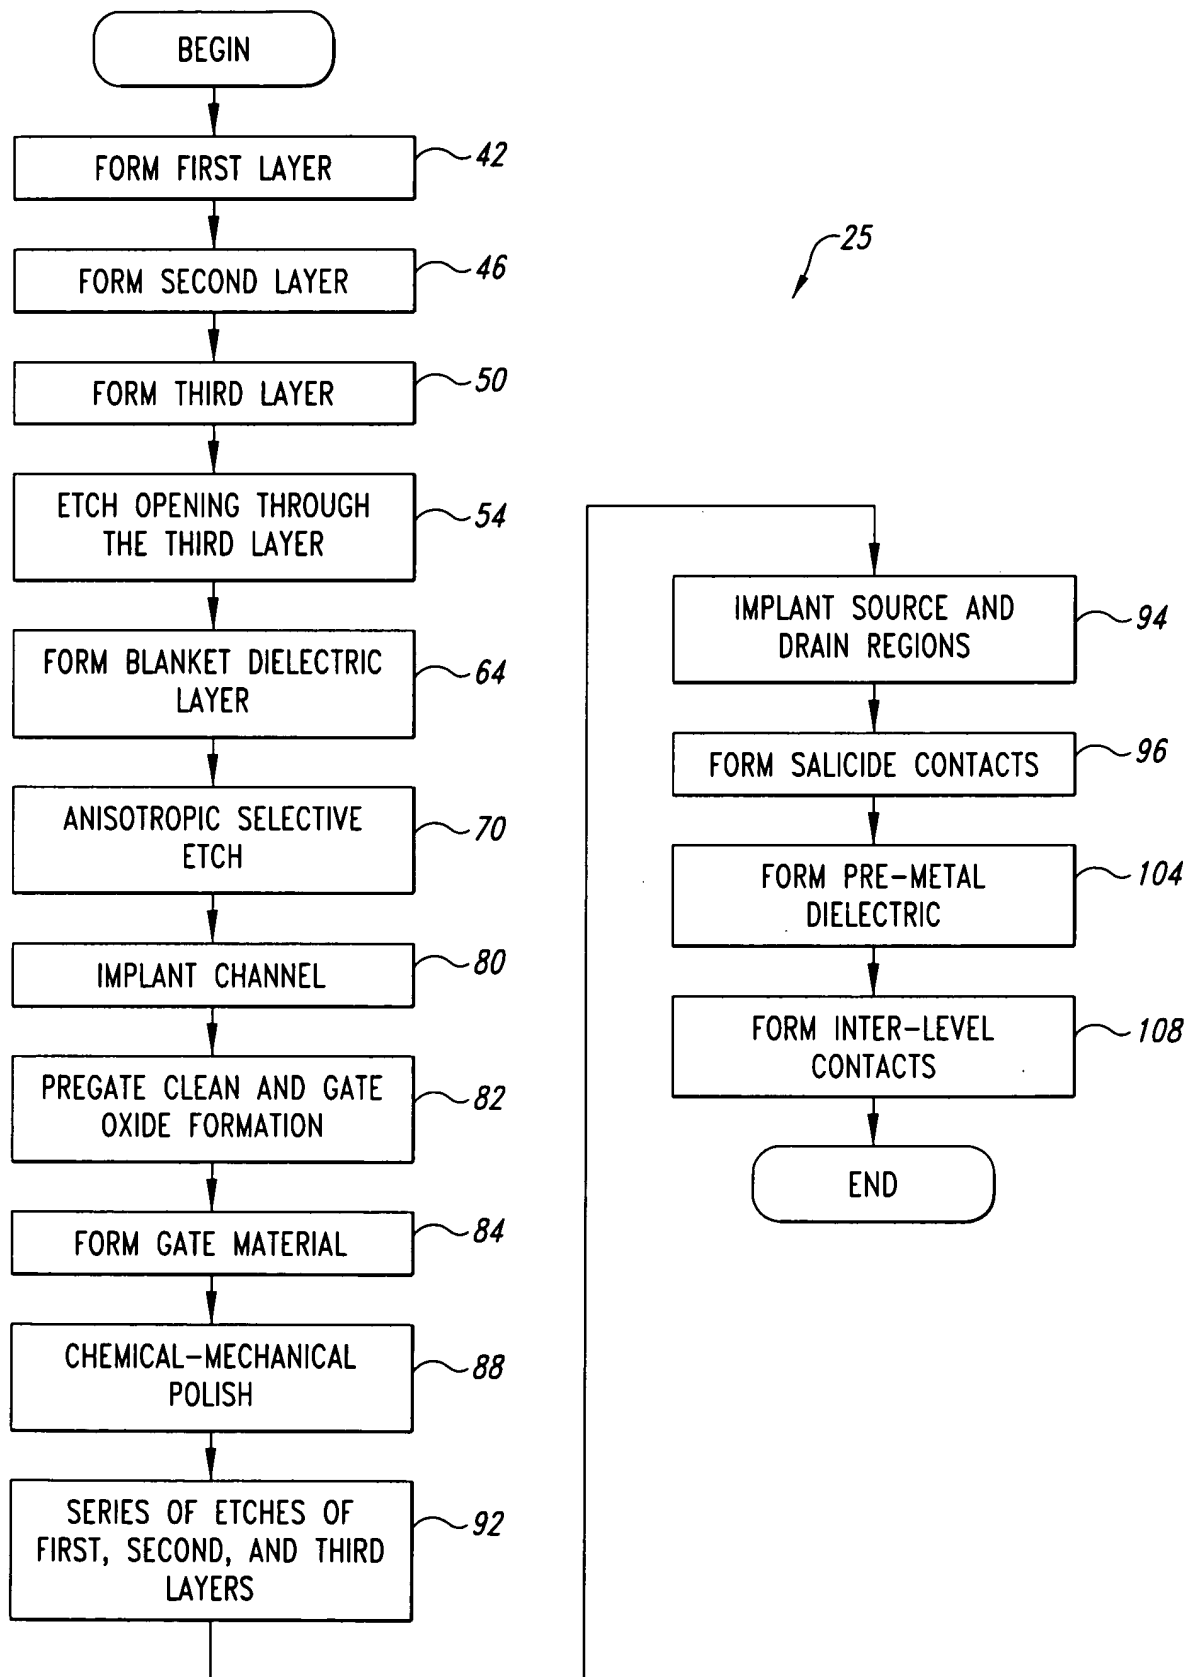 BEGIN
FORM FIRST LAYER
42
FORM SECOND LAYER
46
FORM THIRD LAYER
50
ETCH OPENING THROUGH
THE THIRD LAYER
54
FORM BLANKET DIELECTRIC
LAYER
64
ANISOTROPIC SELECTIVE
ETCH
70
IMPLANT CHANNEL
80
PREGATE CLEAN AND GATE
OXIDE FORMATION
82
FORM GATE MATERIAL
84
CHEMICAL-MECHANICAL
POLISH
88
SERIES OF ETCHES OF
FIRST, SECOND, AND THIRD
LAYERS
92
25
IMPLANT SOURCE AND
DRAIN REGIONS
94
FORM SALICIDE CONTACTS
96
FORM PRE-METAL
DIELECTRIC
104
FORM INTER-LEVEL
CONTACTS
108
END